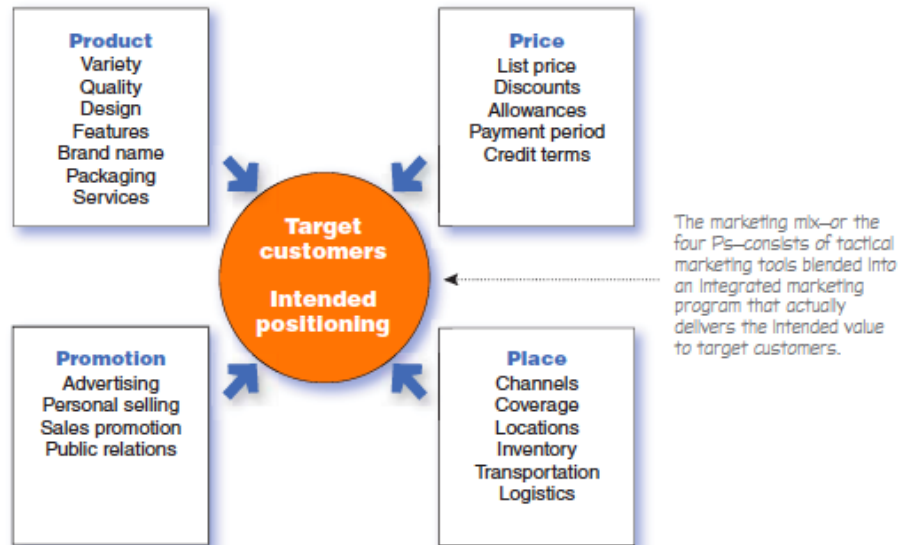 Product
Variety
Quality
Design
Features
Brand name
Packaging
Services
Price
List price
Discounts
Allowances
Payment period
Credit terms
Target
customers
Intended
positioning
The marketing mix—or the
four Ps—consists of tactical
marketing tools blended into
an integrated marketing
program that actually
delivers the intended value
to target customers.
Promotion
Advertising
Personal selling
Sales promotion
Public relations
Place
Channels
Coverage
Locations
Inventory
Transportation
Logistics